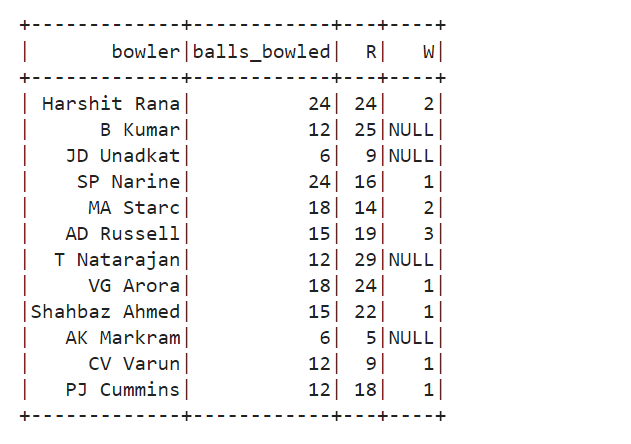 +-------------+------------+---+----+
|       bowler|balls_bowled|  R|   W|
+-------------+------------+---+----+
| Harshit Rana|          24| 24|   2|
|      B Kumar|          12| 25|NULL|
|   JD Unadkat|           6|  9|NULL|
|    SP Narine|          24| 16|   1|
|     MA Starc|          18| 14|   2|
|   AD Russell|          15| 19|   3|
|  T Natarajan|          12| 29|NULL|
|     VG Arora|          18| 24|   1|
|Shahbaz Ahmed|          15| 22|   1|
|   AK Markram|           6|  5|NULL|
|     CV Varun|          12|  9|   1|
|   PJ Cummins|          12| 18|   1|
+-------------+------------+---+----+